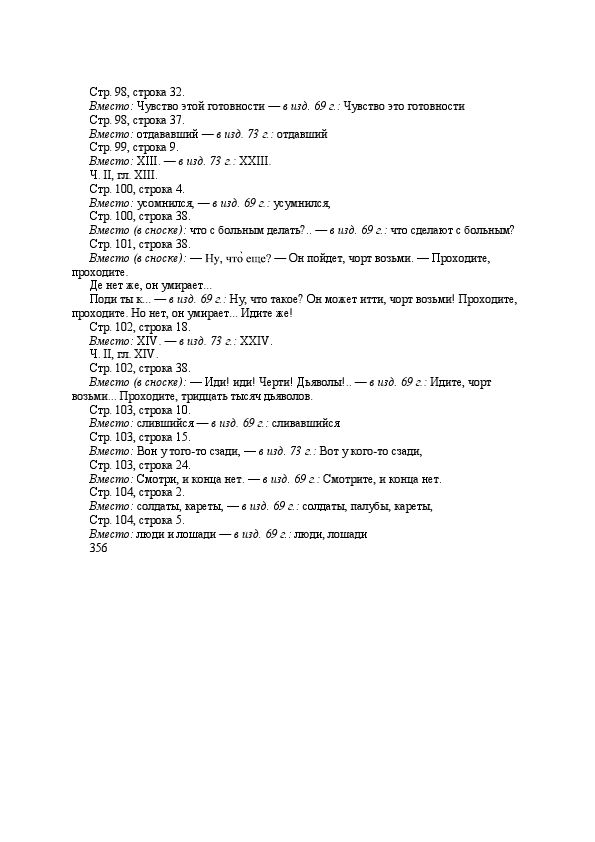 Стр. 98, строка 32.
Вместо: Чувство этой готовности — в изд. 69 г.: Чувство это готовности
Стр. 98, строка 37.
Вместо: отдававший — в изд. 73 г.: отдавший
Стр. 99, строка 9.
Вместо: XIII. — в изд. 73 г.: XXIII.
Ч. II, гл. XIII.
Стр. 100, строка 4.
Вместо: усомнился, — в изд. 69 г.: усумнился,
Стр. 100, строка 38.
Вместо (в сноске): что с больным делать?.. — в изд. 69 г.: что сделают с больным?
Стр. 101, строка 38.
Вместо (в сноске): — Ну, что́ еще? — Он пойдет, чорт возьми. — Проходите,
проходите.
Де нет же, он умирает...
Поди ты к... — в изд. 69 г.: Ну, что такое? Он может итти, чорт возьми! Проходите,
проходите. Но нет, он умирает... Идите же!
Стр. 102, строка 18.
Вместо: XIV. — в изд. 73 г.: XXIV.
Ч. II, гл. XIV.
Стр. 102, строка 38.
Вместо (в сноске): — Иди! иди! Черти! Дьяволы!.. — в изд. 69 г.: Идите, чорт
возьми... Проходите, тридцать тысяч дьяволов.
Стр. 103, строка 10.
Вместо: слившийся — в изд. 69 г.: сливавшийся
Стр. 103, строка 15.
Вместо: Вон у того-то сзади, — в изд. 73 г.: Вот у кого-то сзади,
Стр. 103, строка 24.
Вместо: Смотри, и конца нет. — в изд. 69 г.: Смотрите, и конца нет.
Стр. 104, строка 2.
Вместо: солдаты, кареты, — в изд. 69 г.: солдаты, палубы, кареты,
Стр. 104, строка 5.
Вместо: люди и лошади — в изд. 69 г.: люди, лошади
356